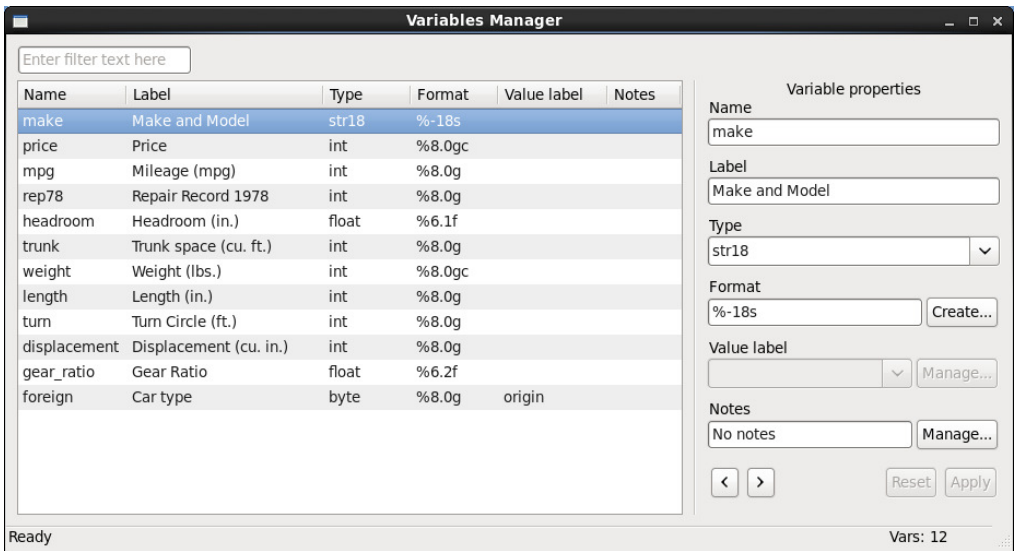 Variables Manager
Enter filter text here
Name Label Type Format Value label Notes
make Make and Model str18 %-18s
price Price int %8.0gc
mpg Mileage (mpg) int %8.0g
rep78 Repair Record 1978 int %8.0g
headroom Headroom (in.) float %6.1f
trunk Trunk space (cu. ft.) int %8.0g
weight Weight (lbs.) int %8.0gc
length Length (in.) int %8.0g
turn Turn Circle (ft.) int %8.0g
displacement Displacement (cu. in.) int %8.0g
gear_ratio Gear Ratio float %6.2f
foreign Car type byte %8.0g origin
Variable properties
Name
make
Label
Make and Model
Type
str18
Format
%-18s Create...
Value label
Manage...
Notes
No notes Manage...
< >
Reset Apply
Ready Vars: 12